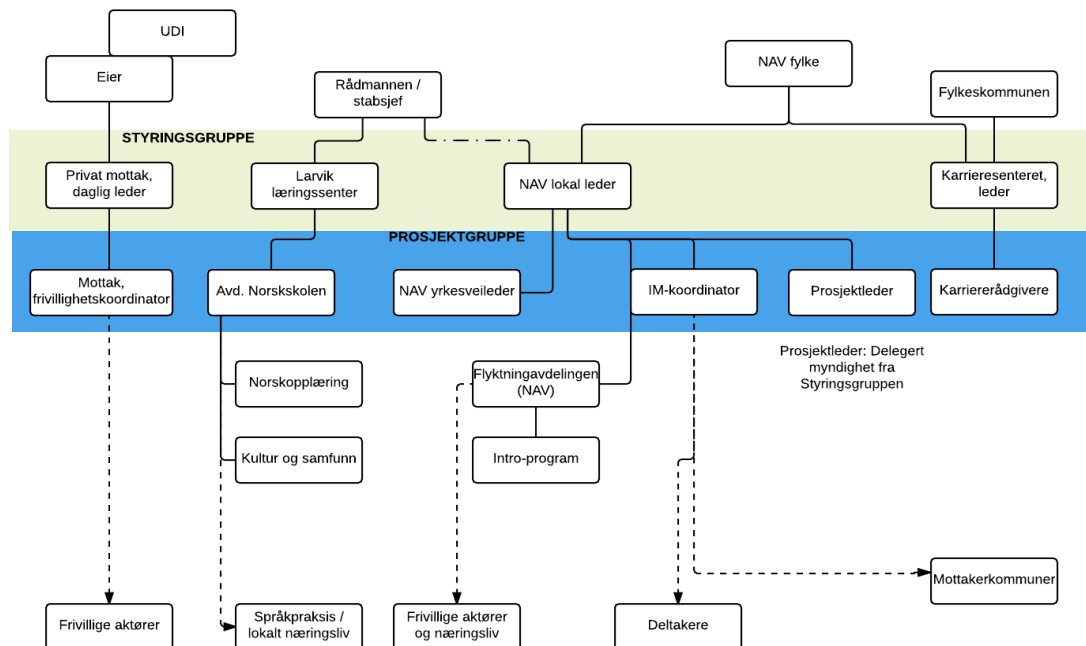 UDI
Eier
Rådmannen /
stabsjef
NAV fylke
Fylkeskommunen
STYRINGSGRUPPE
Privat mottak,
daglig leder
Larvik
læringssenter
NAV lokal leder
Karrieresenteret,
leder
PROSJEKTGRUPPE
Mottak,
frivillighetskoordinator
Avd. Norskskolen
NAV yrkesveileder
IM-koordinator
Prosjektleder
Karriererådgivere
Prosjektleder: Delegert
myndighet fra
Styringsgruppen
Norskopplæring
Flyktningavdelingen
(NAV)
Kultur og samfunn
Intro-program
Mottakerkommuner
Frivillige aktører
Språkpraksis /
lokalt næringsliv
Frivillige aktører
og næringsliv
Deltakere